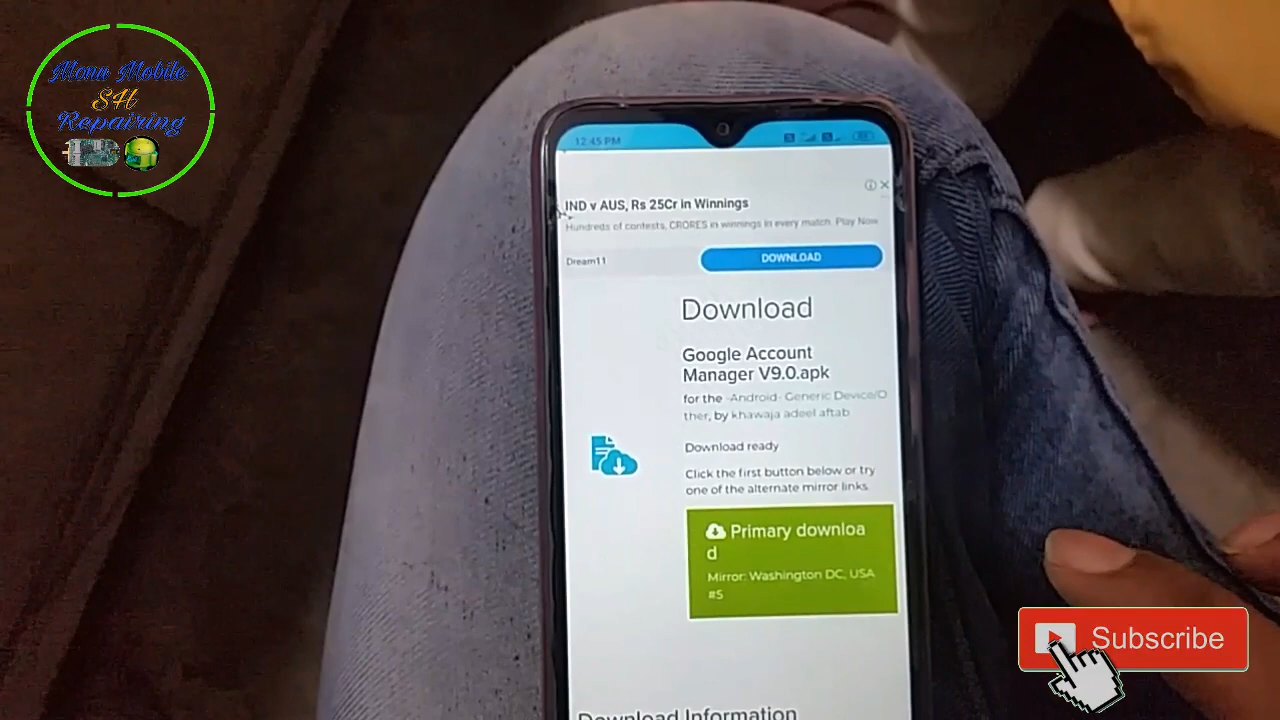 Monu Mobile
SH
Repairing
12:45 PM
IND v AUS, Rs 25Cr in Winnings
Hundreds of contests, CRORES in winnings in every match. Play Now
Dream11
DOWNLOAD
Download
Google Account
Manager V9.0.apk
for the -Android- Generic Device/O
ther, by khawaja adeel aftab
Download ready
Click the first button below or try
one of the alternate mirror links.
Primary downloa
d
Mirror: Washington DC, USA
#5
Download Information
Subscribe